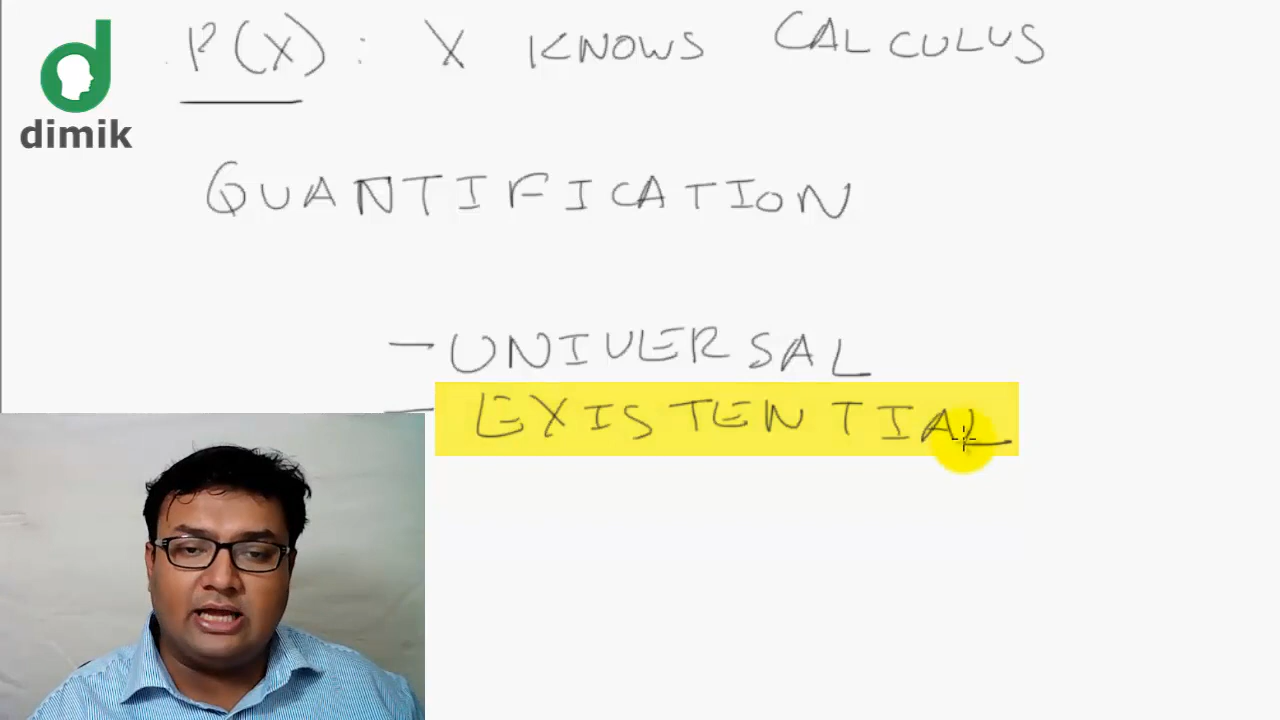 dimik
P(X) : X KNOWS CALCULUS
QUANTIFICATION
- UNIVERSAL
- EXISTENTIAL